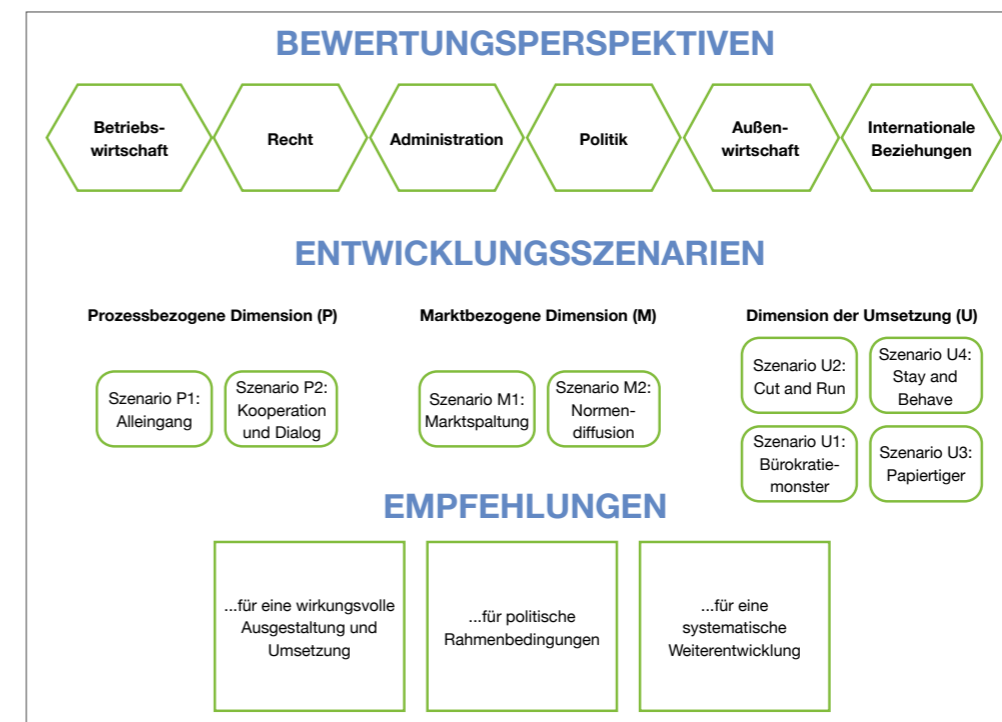 BEWERTUNGSPERSPEKTIVEN
Betriebs-
wirtschaft
Recht
Administration
Politik
Außen-
wirtschaft
Internationale
Beziehungen
ENTWICKLUNGSSZENARIEN
Prozessbezogene Dimension (P)
Szenario P1:
Alleingang
Szenario P2:
Kooperation
und Dialog
Marktbezogene Dimension (M)
Szenario M1:
Marktspaltung
Szenario M2:
Normen-
diffusion
Dimension der Umsetzung (U)
Szenario U2:
Cut and Run
Szenario U4:
Stay and
Behave
Szenario U1:
Bürokratie-
monster
Szenario U3:
Papiertiger
EMPFEHLUNGEN
...für eine wirkungsvolle
Ausgestaltung und
Umsetzung
...für politische
Rahmenbedingungen
...für eine
systematische
Weiterentwicklung